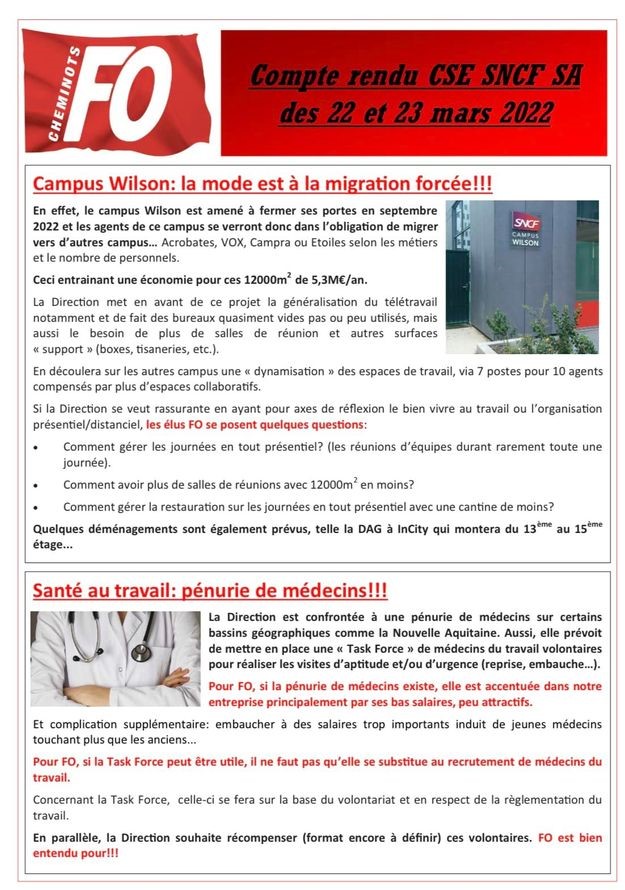 CHEMINOTS
FO
Compte rendu CSE SNCF SA
des 22 et 23 mars 2022
Campus Wilson: la mode est à la migration forcée!!!
En effet, le campus Wilson est amené à fermer ses portes en septembre
2022 et les agents de ce campus se verront donc dans l'obligation de migrer
vers d'autres campus… Acrobates, VOX, Campra ou Etoiles selon les métiers
et le nombre de personnels.
Ceci entrainant une économie pour ces 12000m² de 5,3M€/an.
La Direction met en avant de ce projet la généralisation du télétravail
notamment et de fait des bureaux quasiment vides pas ou peu utilisés, mais
aussi le besoin de plus de salles de réunion et autres surfaces
« support » (boxes, tisaneries, etc.).
SNCF
CAMPUS
WILSON
En découlera sur les autres campus une « dynamisation » des espaces de travail, via 7 postes pour 10 agents
compensés par plus d'espaces collaboratifs.
Si la Direction se veut rassurante en ayant pour axes de réflexion le bien vivre au travail ou l'organisation
présentiel/distanciel, les élus FO se posent quelques questions:
• Comment gérer les journées en tout présentiel? (les réunions d'équipes durant rarement toute une
journée).
• Comment avoir plus de salles de réunions avec 12000m² en moins?
• Comment gérer la restauration sur les journées en tout présentiel avec une cantine de moins?
Quelques déménagements sont également prévus, telle la DAG à InCity qui montera du 13ème au 15ème
étage...
Santé au travail: pénurie de médecins!!!
La Direction est confrontée à une pénurie de médecins sur certains
bassins géographiques comme la Nouvelle Aquitaine. Aussi, elle prévoit
de mettre en place une « Task Force » de médecins du travail volontaires
pour réaliser les visites d'aptitude et/ou d'urgence (reprise, embauche…).
Pour FO, si la pénurie de médecins existe, elle est accentuée dans notre
entreprise principalement par ses bas salaires, peu attractifs.
Et complication supplémentaire: embaucher à des salaires trop importants induit de jeunes médecins
touchant plus que les anciens...
Pour FO, si la Task Force peut être utile, il ne faut pas qu'elle se substitue au recrutement de médecins du
travail.
Concernant la Task Force, celle-ci se fera sur la base du volontariat et en respect de la règlementation du
travail.
En parallèle, la Direction souhaite récompenser (format encore à définir) ces volontaires. FO est bien
entendu pour!!!